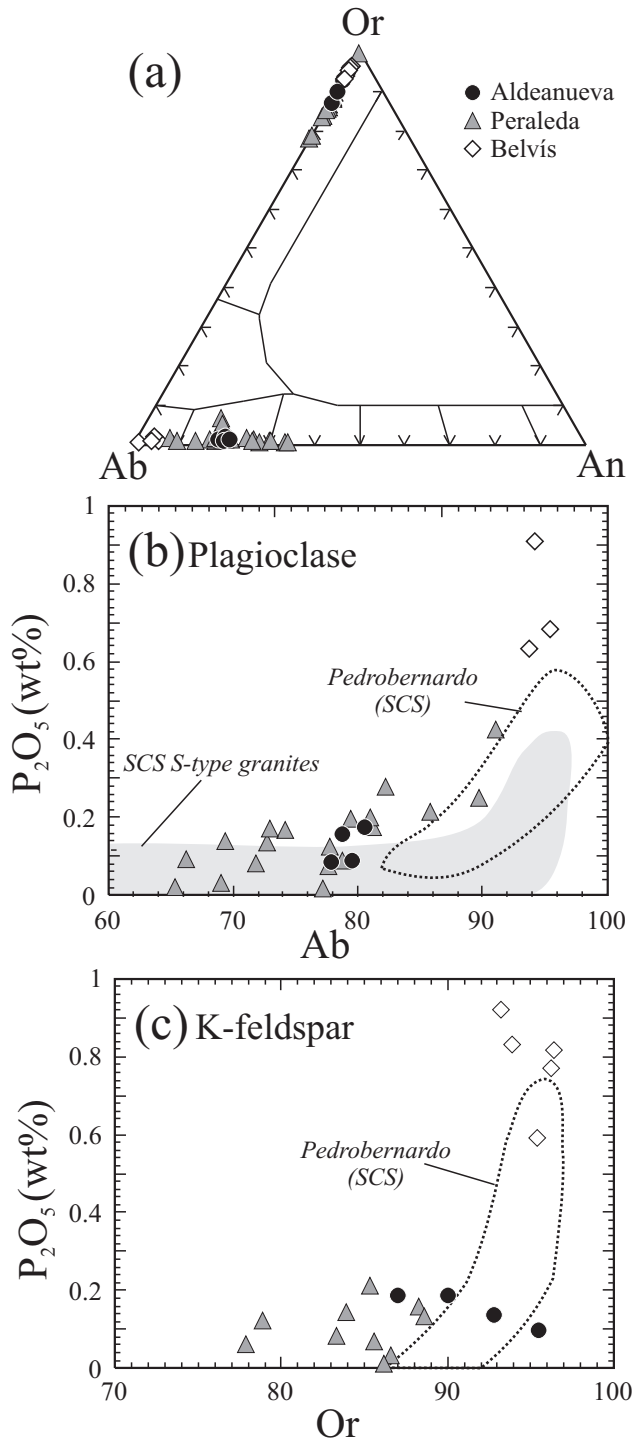 (a)
Or
Aldeanueva
Peraleda
Belvís
Ab
An
(b) Plagioclase
P₂O₅ (wt%)
1
0.8
0.6
0.4
0.2
0
Pedrobernardo
(SCS)
SCS S-type granites
60
70
80
90
100
Ab
(c) K-feldspar
P₂O₅ (wt%)
1
0.8
0.6
0.4
0.2
0
Pedrobernardo
(SCS)
70
80
90
100
Or